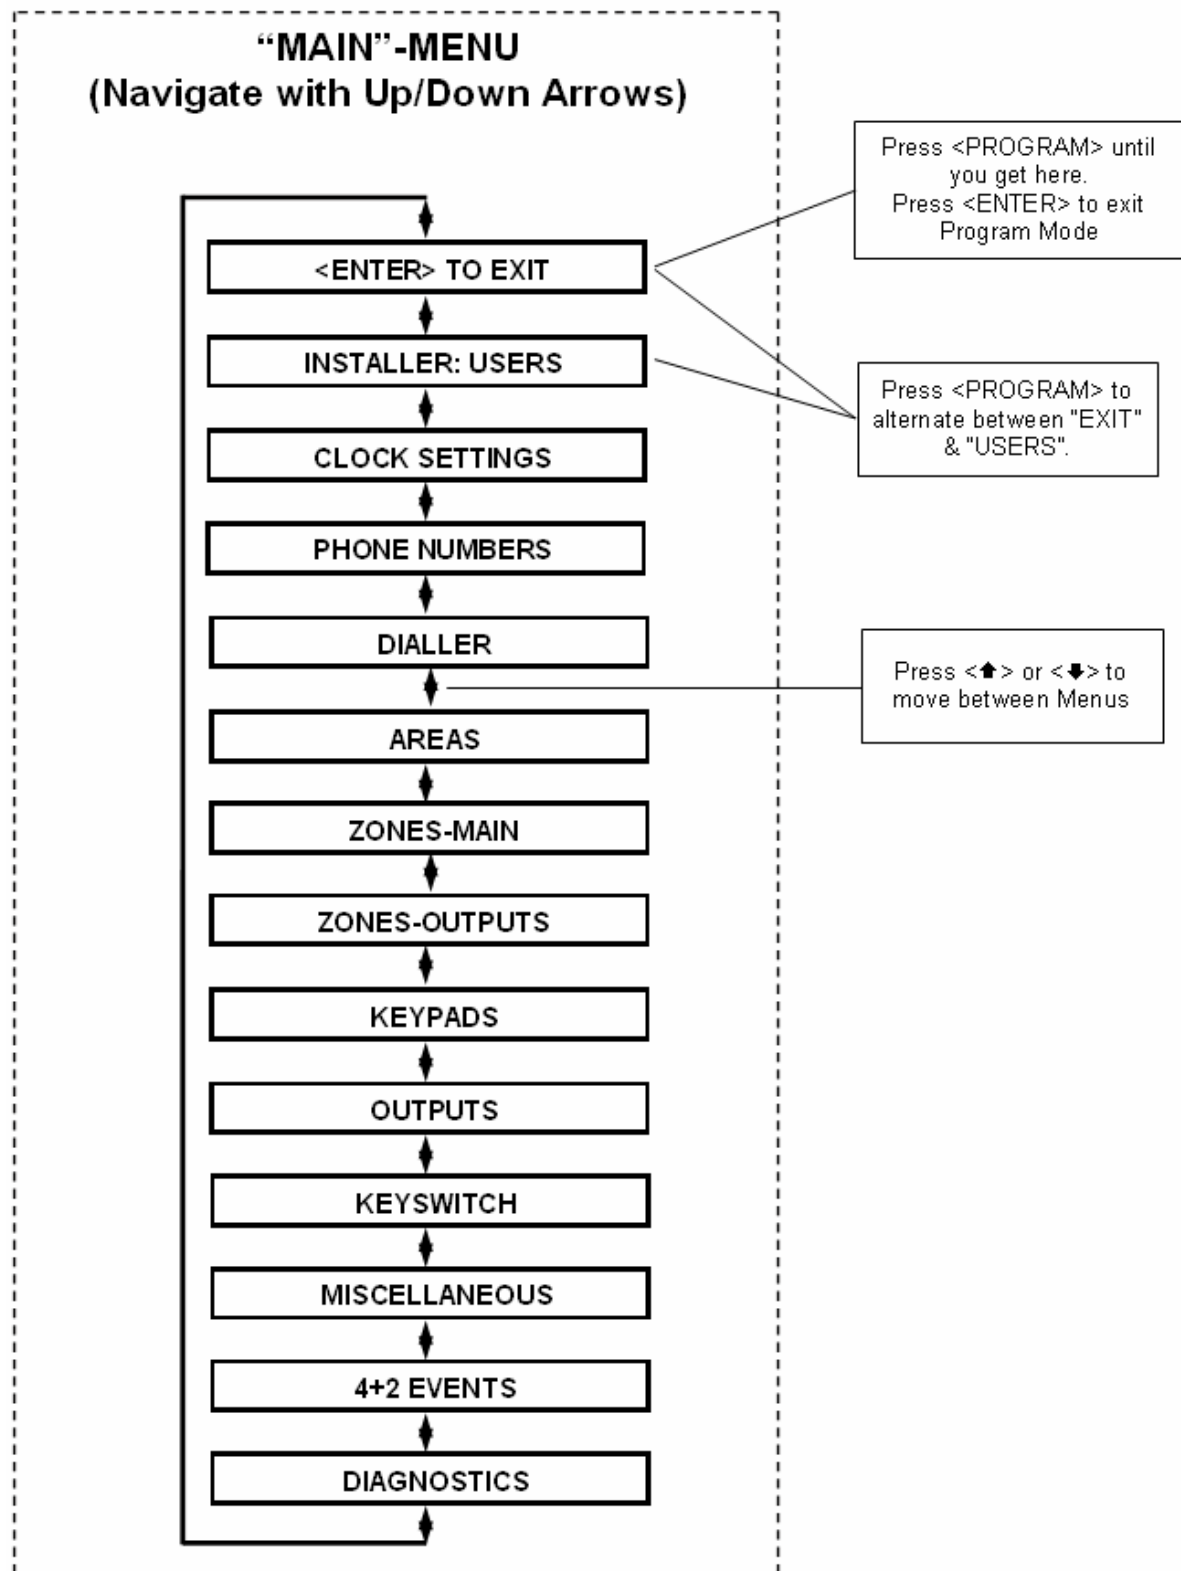 “MAIN”-MENU
(Navigate with Up/Down Arrows)
Press <PROGRAM> until
you get here.
Press <ENTER> to exit
Program Mode
<ENTER> TO EXIT
INSTALLER: USERS
Press <PROGRAM> to
alternate between "EXIT"
& "USERS".
CLOCK SETTINGS
PHONE NUMBERS
DIALLER
Press <🡅> or <🡇> to
move between Menus
AREAS
ZONES-MAIN
ZONES-OUTPUTS
KEYPADS
OUTPUTS
KEYSWITCH
MISCELLANEOUS
4+2 EVENTS
DIAGNOSTICS